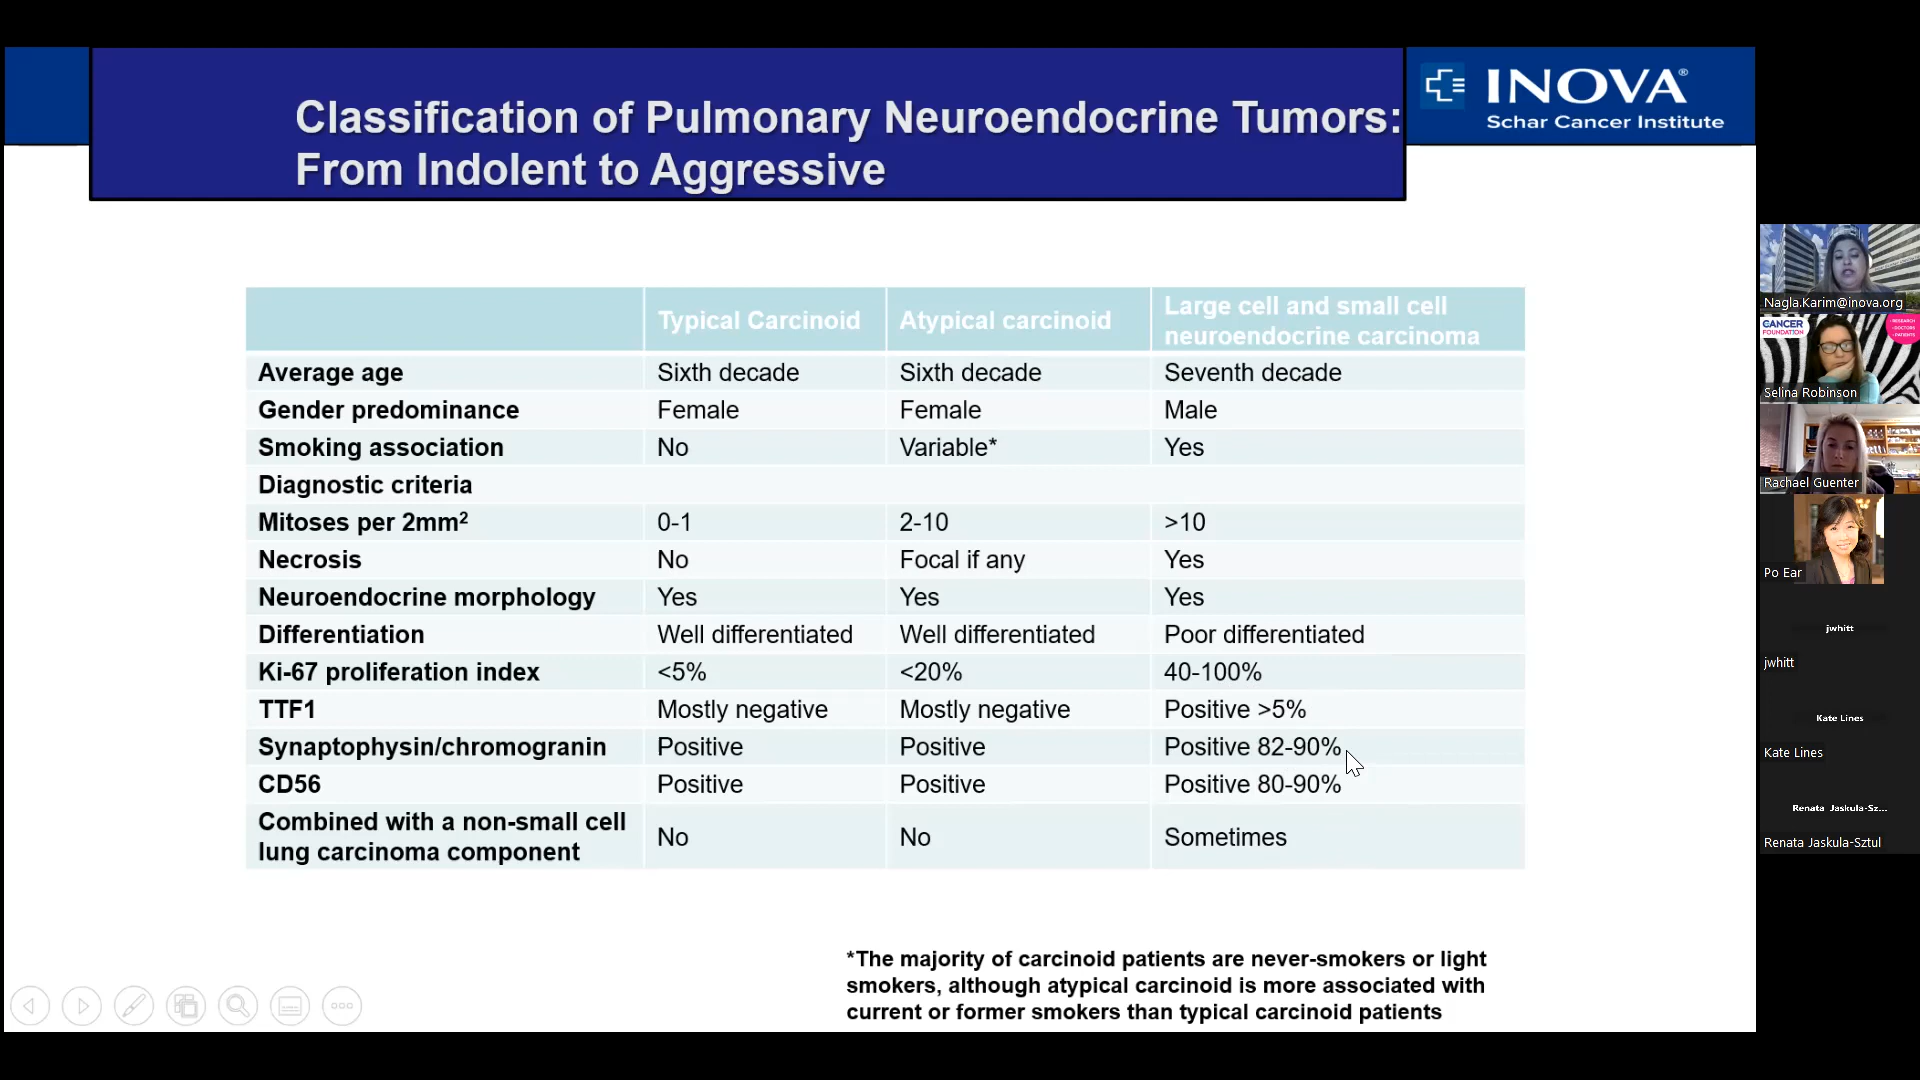 Classification of Pulmonary Neuroendocrine Tumors:
From Indolent to Aggressive
INOVA®
Schar Cancer Institute
Typical Carcinoid Atypical carcinoid Large cell and small cell
neuroendocrine carcinoma
Average age Sixth decade Sixth decade Seventh decade
Gender predominance Female Female Male
Smoking association No Variable* Yes
Diagnostic criteria
Mitoses per 2mm² 0-1 2-10 >10
Necrosis No Focal if any Yes
Neuroendocrine morphology Yes Yes Yes
Differentiation Well differentiated Well differentiated Poor differentiated
Ki-67 proliferation index <5% <20% 40-100%
TTF1 Mostly negative Mostly negative Positive >5%
Synaptophysin/chromogranin Positive Positive Positive 82-90%
CD56 Positive Positive Positive 80-90%
Combined with a non-small cell
lung carcinoma component No No Sometimes
*The majority of carcinoid patients are never-smokers or light
smokers, although atypical carcinoid is more associated with
current or former smokers than typical carcinoid patients
Nagla.Karim@inova.org
CANCER
FOUNDATION
RESEARCH
DOCTORS
PATIENTS
Selina Robinson
Rachael Guenter
Po Ear
jwhitt
jwhitt
Kate Lines
Kate Lines
Renata Jaskula-Sz...
Renata Jaskula-Sztul